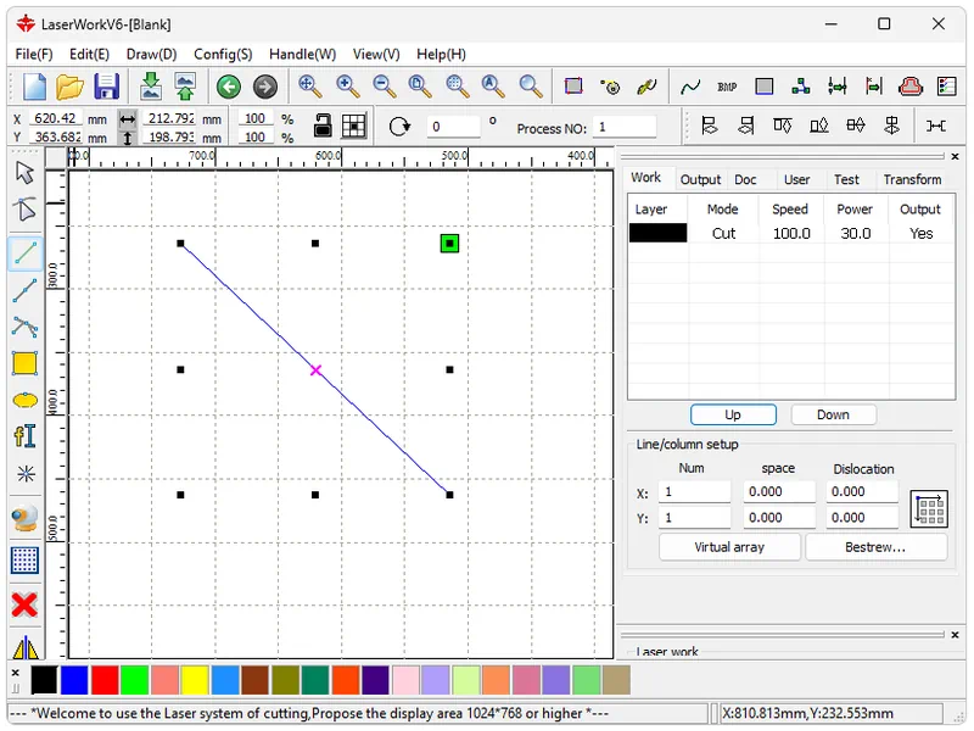 LaserWorkV6-[Blank]
File(F) Edit(E) Draw(D) Config(S) Handle(W) View(V) Help(H)
BMP
X 620.42 mm 212.792 mm 100 %
Y 363.682 mm 198.793 mm 100 %
0 ° Process NO: 1
700.0 600.0 500.0 400.0
300.0
400.0
500.0
Work Output Doc User Test Transform
Layer Mode Speed Power Output
Cut 100.0 30.0 Yes
Up Down
Line/column setup
Num space Dislocation
X: 1 0.000 0.000
Y: 1 0.000 0.000
Virtual array Bestrew...
Laser work
--- *Welcome to use the Laser system of cutting,Propose the display area 1024*768 or higher *---
X:810.813mm,Y:232.553mm